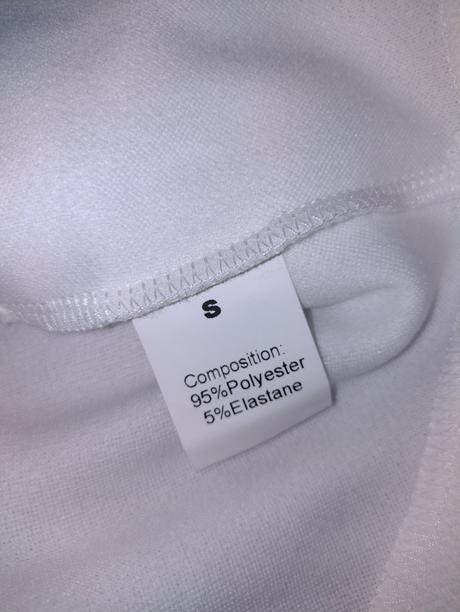 S
Composition:
95%Polyester
5%Elastane